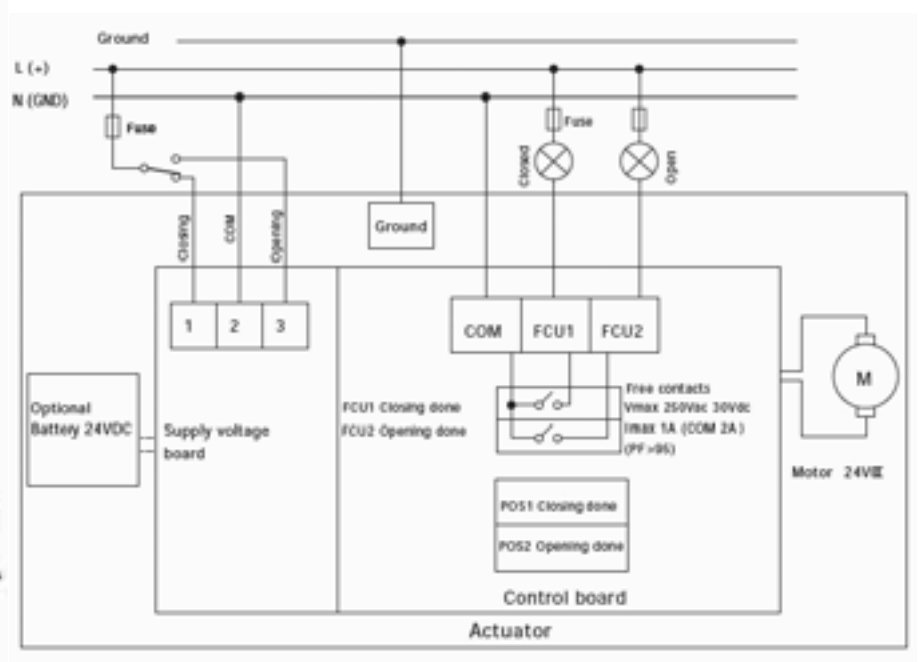 Ground
L (+)
N (GND)
Fuse
Fuse
Closed
Open
Closing
COM
Opening
Ground
1 2 3
COM FCU1 FCU2
Optional
Battery 24VDC
Supply voltage
board
FCU1 Closing done
FCU2 Opening done
Free contacts
Vmax 250Vac 30Vdc
Imax 1A (COM 2A)
(PF>95)
M
Motor
POS1 Closing done
POS2 Opening done
Control board
Actuator